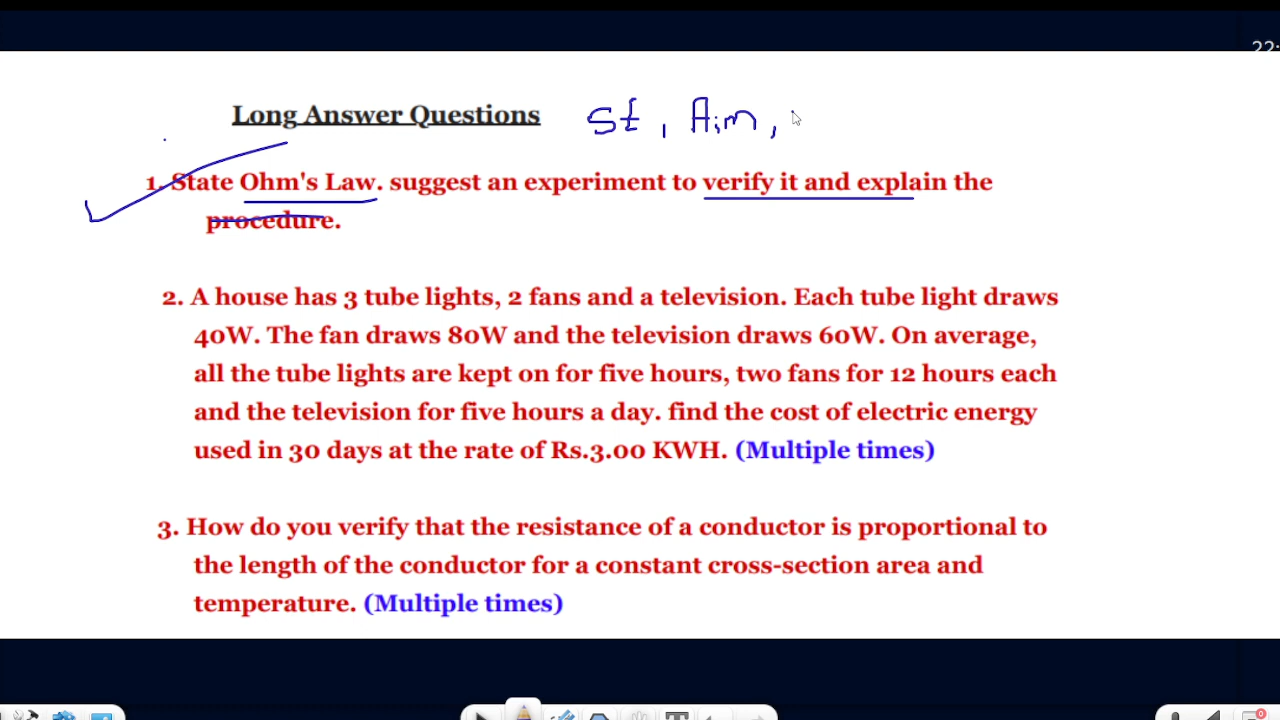 22:
Long Answer Questions St, Aim,
1. State Ohm's Law. suggest an experiment to verify it and explain the
procedure.
2. A house has 3 tube lights, 2 fans and a television. Each tube light draws
40W. The fan draws 80W and the television draws 60W. On average,
all the tube lights are kept on for five hours, two fans for 12 hours each
and the television for five hours a day. find the cost of electric energy
used in 30 days at the rate of Rs.3.00 KWH. (Multiple times)
3. How do you verify that the resistance of a conductor is proportional to
the length of the conductor for a constant cross-section area and
temperature. (Multiple times)